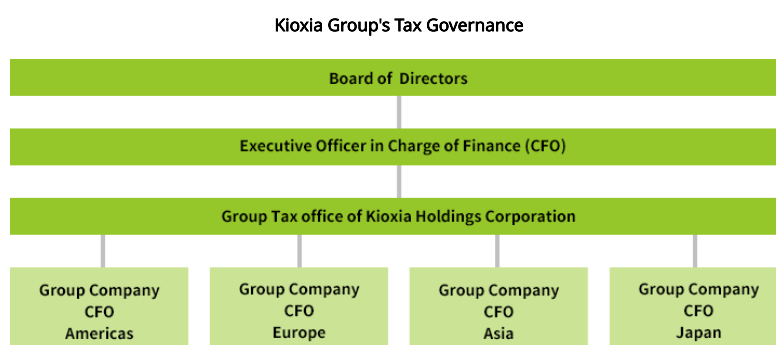 Kioxia Group's Tax Governance
Board of Directors
Executive Officer in Charge of Finance (CFO)
Group Tax office of Kioxia Holdings Corporation
Group Company
CFO
Americas
Group Company
CFO
Europe
Group Company
CFO
Asia
Group Company
CFO
Japan